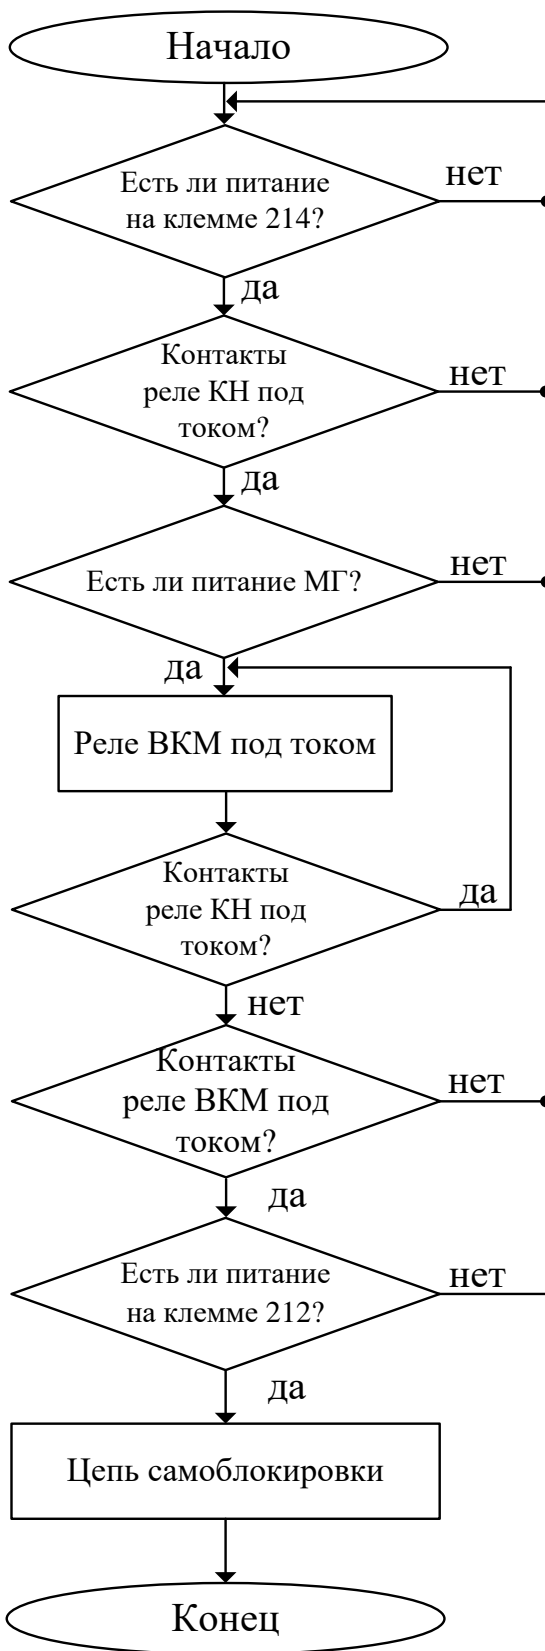 Начало
Есть ли питание
на клемме 214?
нет
да
Контакты
реле КН под
током?
нет
да
Есть ли питание МГ?
нет
да
Реле ВКМ под током
Контакты
реле КН под
током?
да
нет
Контакты
реле ВКМ под
током?
нет
да
Есть ли питание
на клемме 212?
нет
да
Цепь самоблокировки
Конец